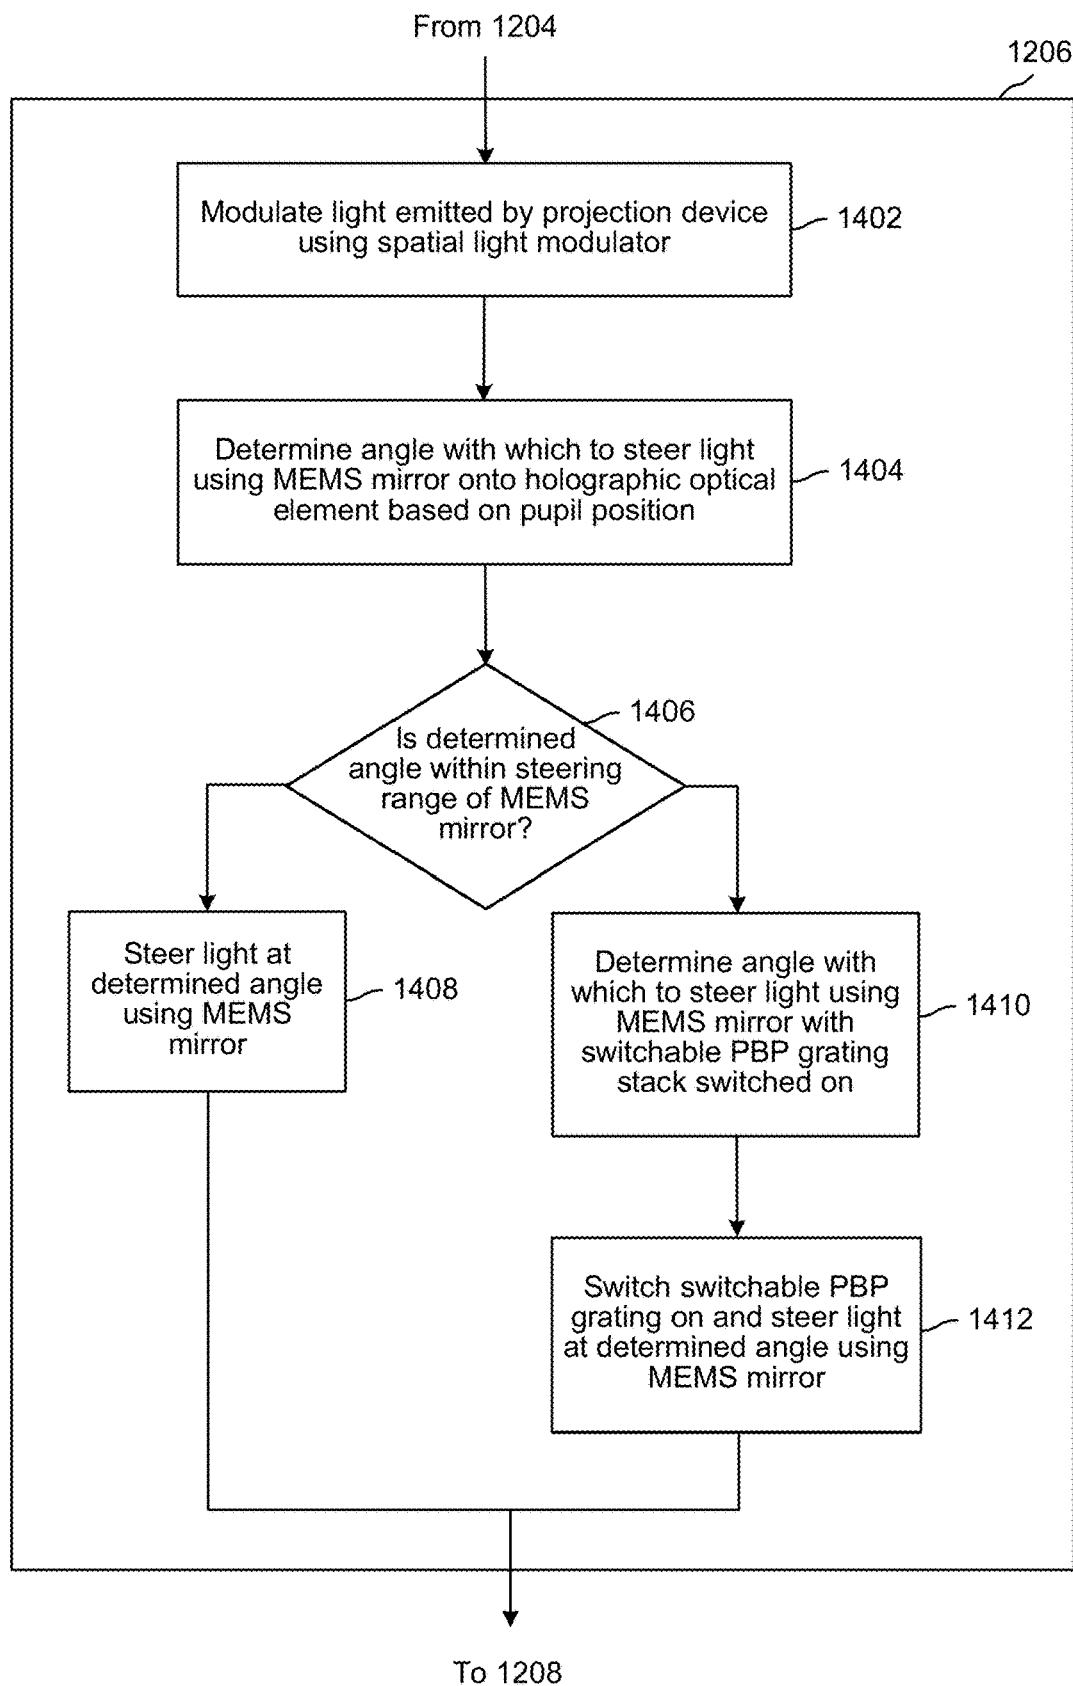 From 1204
1206
Modulate light emitted by projection device
using spatial light modulator
1402
Determine angle with which to steer light
using MEMS mirror onto holographic optical
element based on pupil position
1404
1406
Is determined
angle within steering
range of MEMS
mirror?
Steer light at
determined angle
using MEMS
mirror
1408
Determine angle with
which to steer light using
MEMS mirror with
switchable PBP grating
stack switched on
1410
Switch switchable PBP
grating on and steer light
at determined angle using
MEMS mirror
1412
To 1208